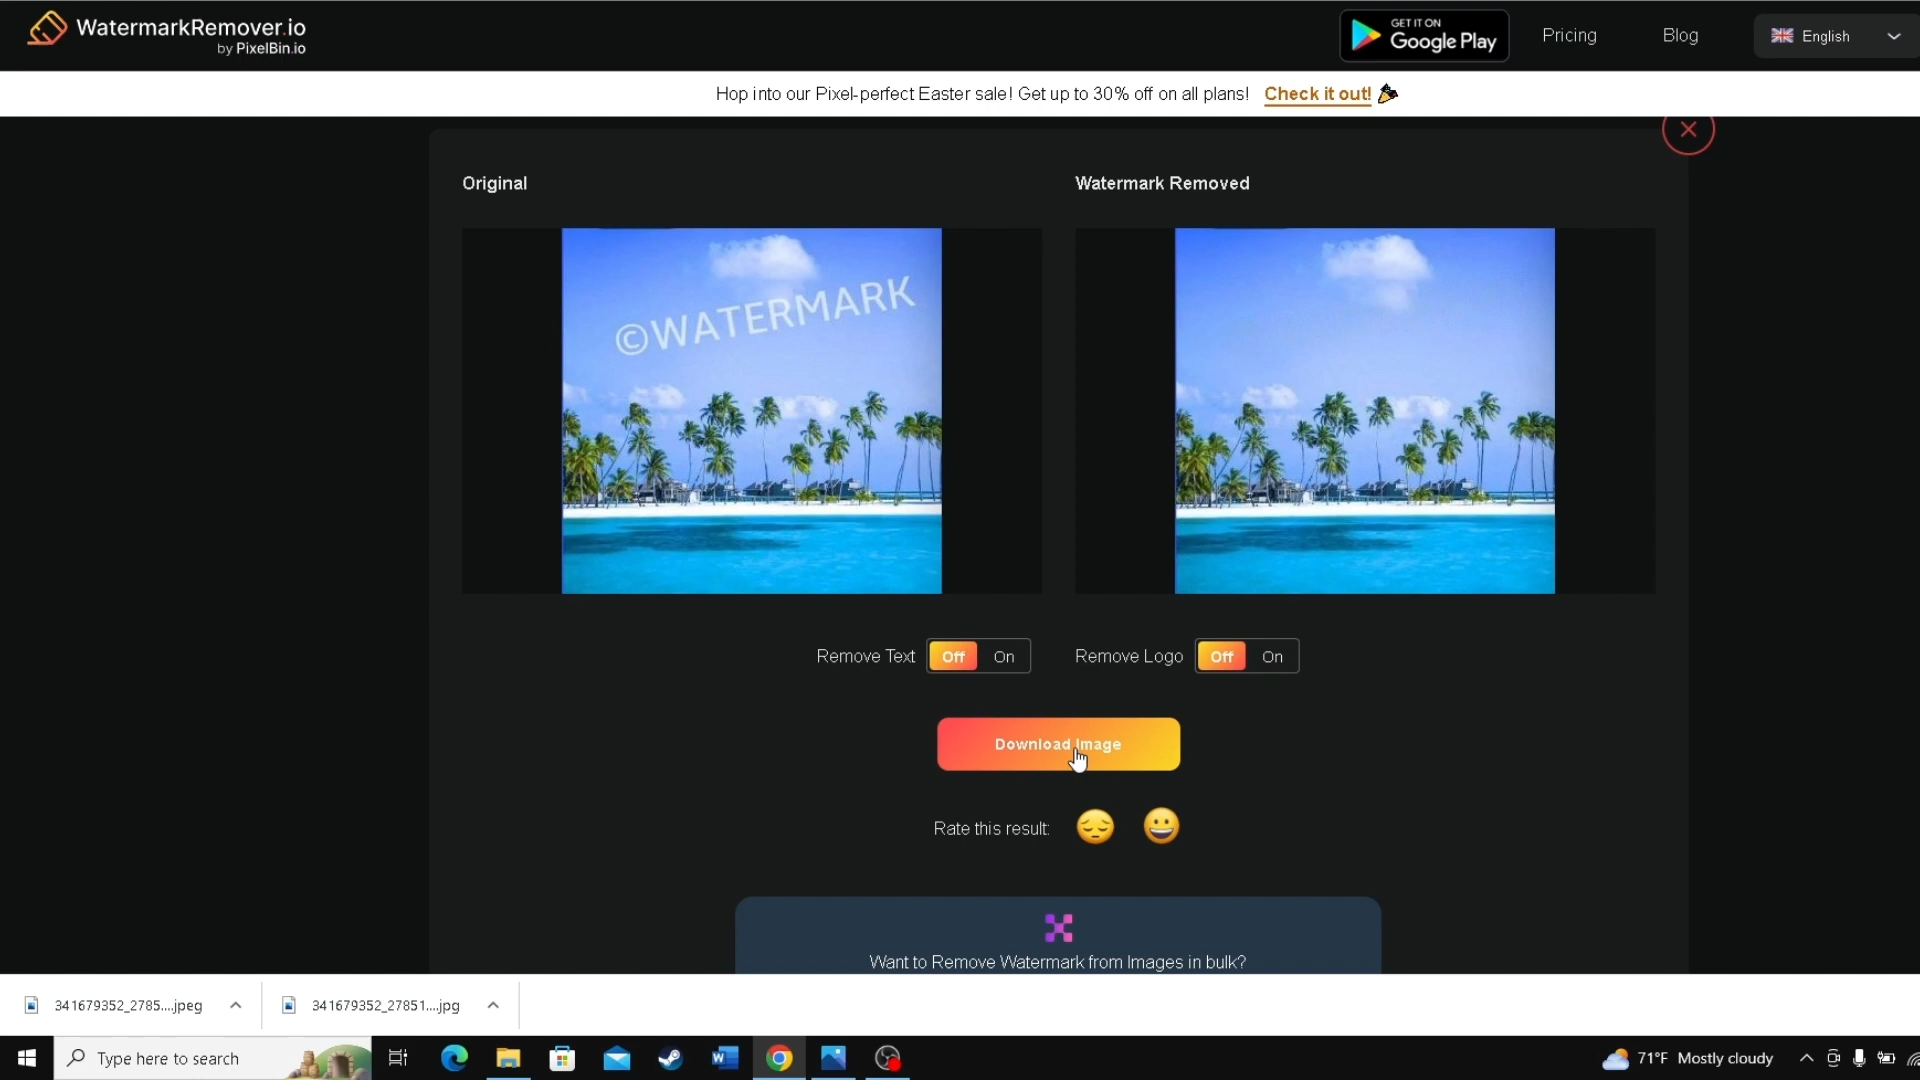 WatermarkRemover.io
by PixelBin.io
GET IT ON
Google Play
Pricing
Blog
English
Hop into our Pixel-perfect Easter sale! Get up to 30% off on all plans! Check it out!
Original
Watermark Removed
©WATERMARK
Remove Text Off On
Remove Logo Off On
Download Image
Rate this result:
Want to Remove Watermark from Images in bulk?
341679352_2785....jpeg
341679352_27851....jpg
Type here to search
71°F Mostly cloudy